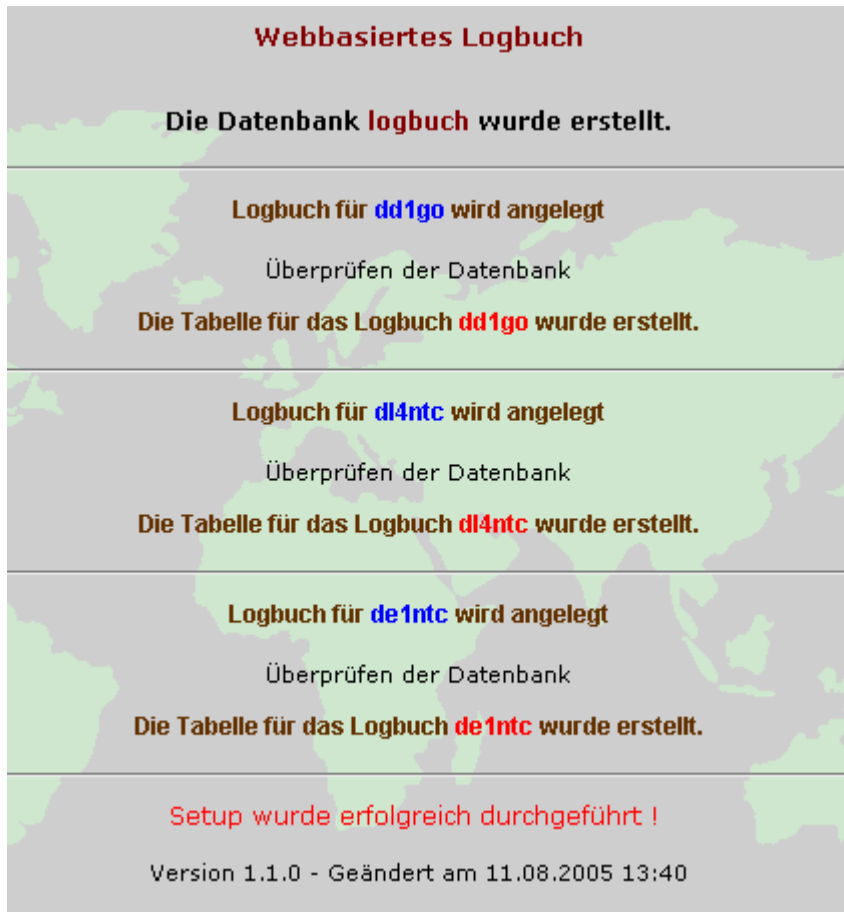 Webbasiertes Logbuch
Die Datenbank logbuch wurde erstellt.
Logbuch für dd1go wird angelegt
Überprüfen der Datenbank
Die Tabelle für das Logbuch dd1go wurde erstellt.
Logbuch für dl4ntc wird angelegt
Überprüfen der Datenbank
Die Tabelle für das Logbuch dl4ntc wurde erstellt.
Logbuch für de1ntc wird angelegt
Überprüfen der Datenbank
Die Tabelle für das Logbuch de1ntc wurde erstellt.
Setup wurde erfolgreich durchgeführt !
Version 1.1.0 - Geändert am 11.08.2005 13:40